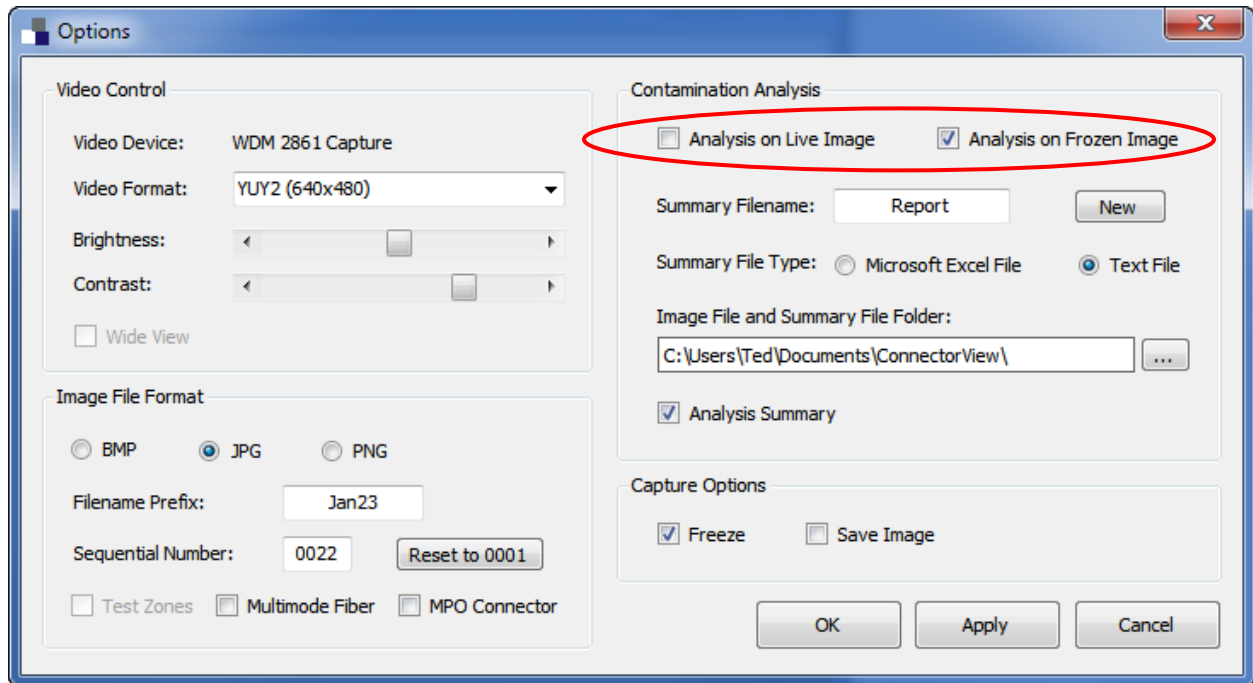 Options
Video Control
Video Device: WDM 2861 Capture
Video Format: YUY2 (640x480)
Brightness:
Contrast:
Wide View
Image File Format
BMP JPG PNG
Filename Prefix: Jan23
Sequential Number: 0022 Reset to 0001
Test Zones Multimode Fiber MPO Connector
Contamination Analysis
Analysis on Live Image Analysis on Frozen Image
Summary Filename: Report New
Summary File Type: Microsoft Excel File Text File
Image File and Summary File Folder:
C:\Users\Ted\Documents\ConnectorView\ ...
Analysis Summary
Capture Options
Freeze Save Image
OK Apply Cancel